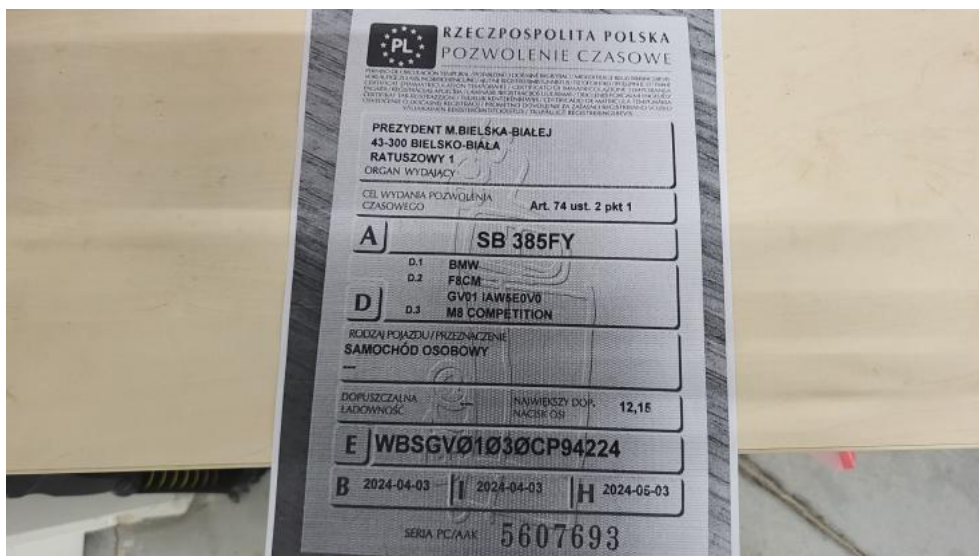 PL
RZECZPOSPOLITA POLSKA
POZWOLENIE CZASOWE
PREZYDENT M.BIELSKA-BIAŁEJ
43-300 BIELSKO-BIAŁA
RATUSZOWY 1
ORGAN WYDAJĄCY
CEL WYDANIA POZWOLENIA
CZASOWEGO Art. 74 ust. 2 pkt 1
A SB 385FY
D.1 BMW
D.2 F8CM
GV01 IAW5E0V0
D
D.3 M8 COMPETITION
RODZAJ POJAZDU / PRZEZNACZENIE
SAMOCHÓD OSOBOWY
—
DOPUSZCZALNA ŁADOWNOŚĆ — NAJWIĘKSZY DOP. NACISK OSI 12,15
E WBSGVØ1Ø3ØCP94224
B 2024-04-03 I 2024-04-03 H 2024-05-03
SERIA PC/AAK 5607693